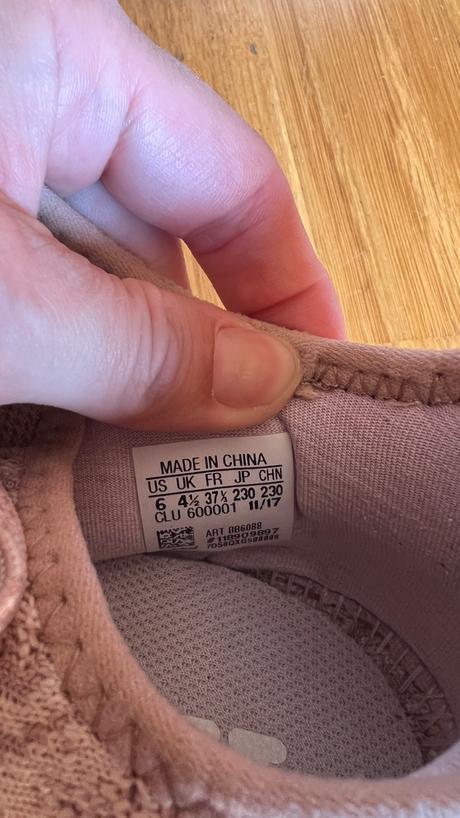 MADE IN CHINA
US UK FR JP CHN
6 4½ 37⅓ 230 230
CLU 600001 11/17
ART BB6088
#118909897